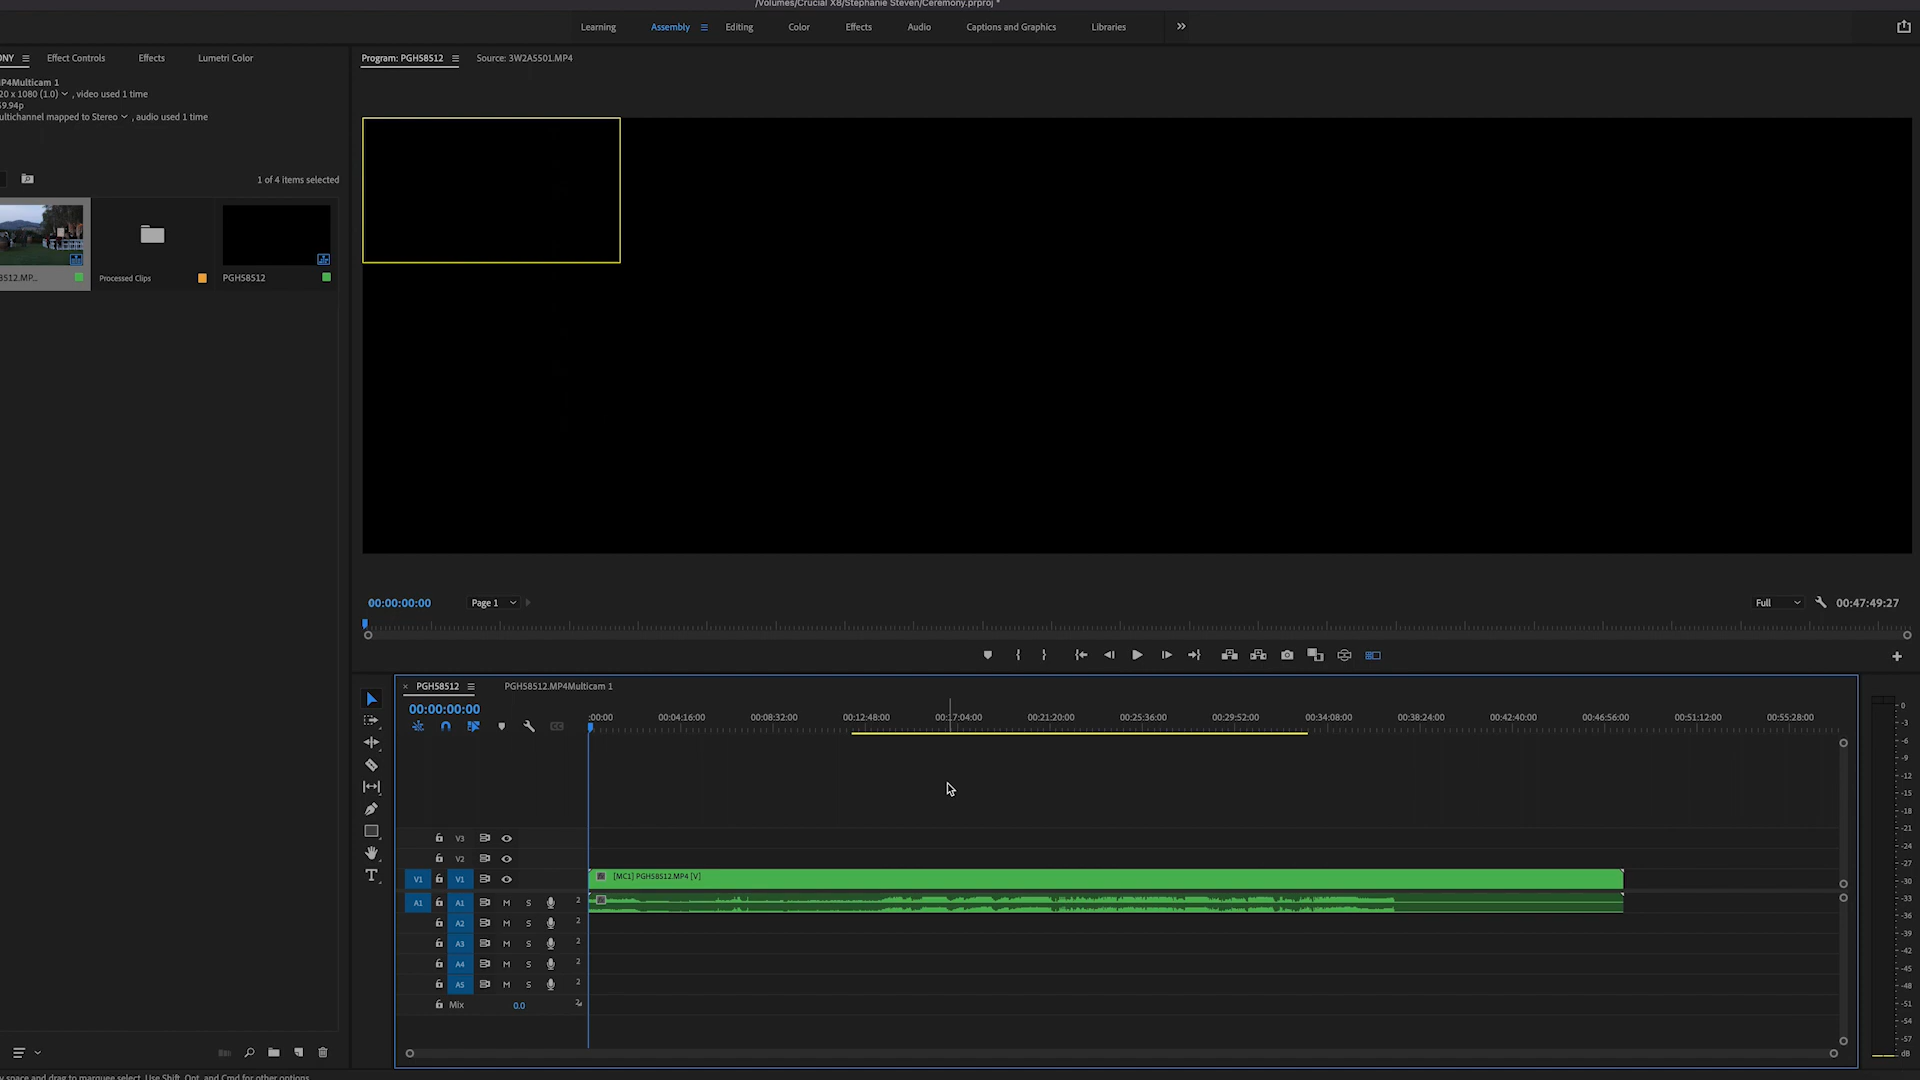 /Volumes/Crucial X8/Stephanie Steven/Ceremony.prproj *
Learning Assembly Editing Color Effects Audio Captions and Graphics Libraries
ONY Effect Controls Effects Lumetri Color
Program: PGH58512 Source: 3W2A5501.MP4
P4Multicam 1
20 x 1080 (1.0) , video used 1 time
59.94p
ultichannel mapped to Stereo , audio used 1 time
1 of 4 items selected
8512.MP... Processed Clips PGH58512
00:00:00:00 Page 1 Full 00:47:49:27
PGH58512 PGH58512.MP4Multicam 1
00:00:00:00
:00:00 00:04:16:00 00:08:32:00 00:12:48:00 00:17:04:00 00:21:20:00 00:25:36:00 00:29:52:00 00:34:08:00 00:38:24:00 00:42:40:00 00:46:56:00 00:51:12:00 00:55:28:00
V3
V2
V1 V1 [MC1] PGH58512.MP4 [V]
A1 A1 M S 2
A2 M S 2
A3 M S 2
A4 M S 2
A5 M S 2
Mix 0.0 2
0
-3
-6
-9
-12
-15
-18
-21
-24
-27
-30
-33
-36
-39
-42
-45
-48
-51
-54
-57
dB
y space and drag to marquee select. Use Shift, Opt, and Cmd for other options.